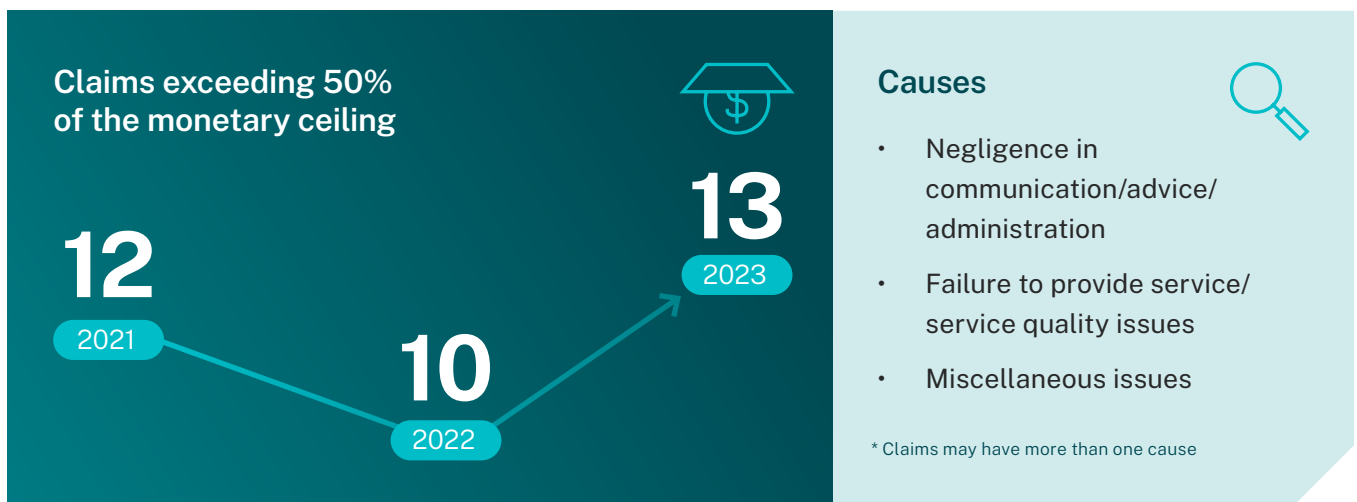 Claims exceeding 50%
of the monetary ceiling
$
12
2021
10
2022
13
2023
Causes
• Negligence in
communication/advice/
administration
• Failure to provide service/
service quality issues
• Miscellaneous issues
* Claims may have more than one cause